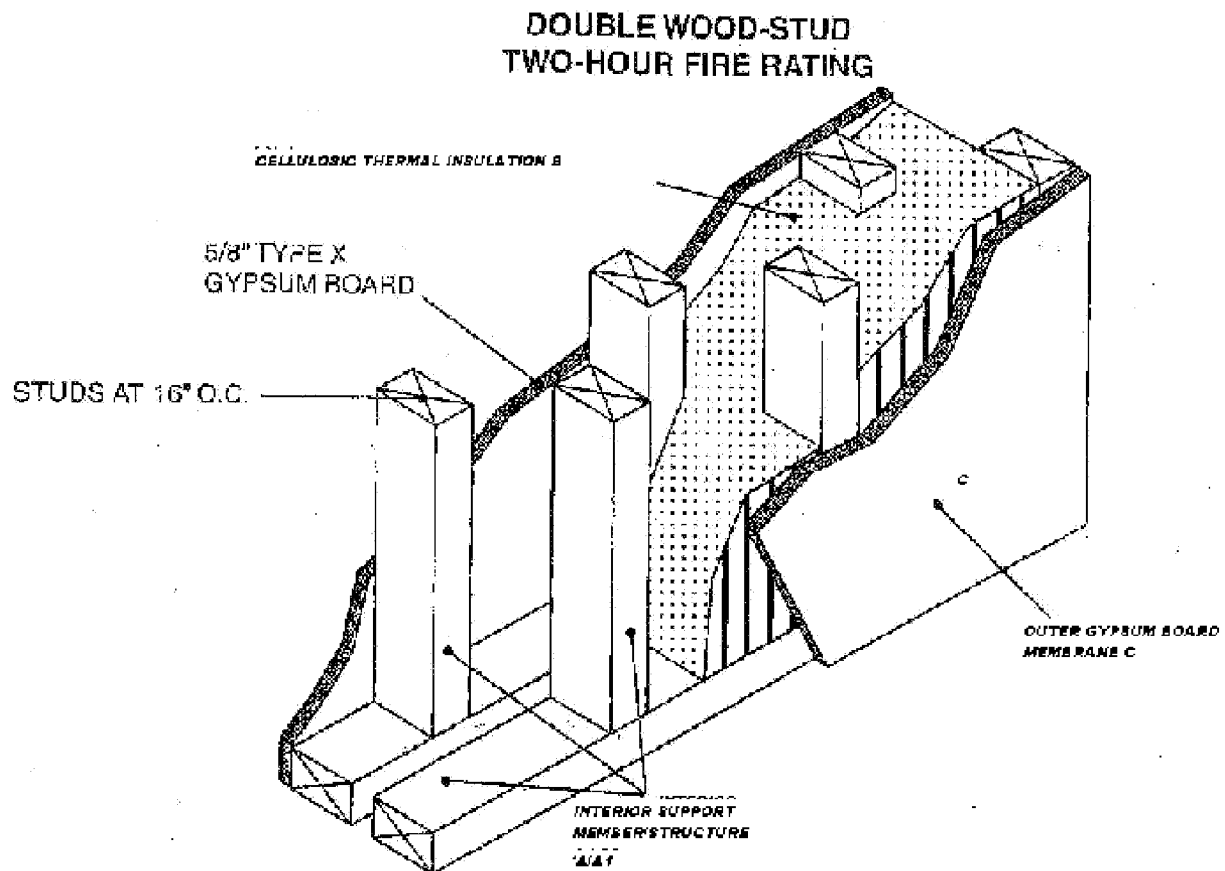 DOUBLE WOOD-STUD
TWO-HOUR FIRE RATING
CELLULOSIC THERMAL INSULATION B
5/8" TYPE X
GYPSUM BOARD
STUDS AT 16" O.C.
C
OUTER GYPSUM BOARD
MEMBRANE C
INTERIOR SUPPORT
MEMBER/STRUCTURE